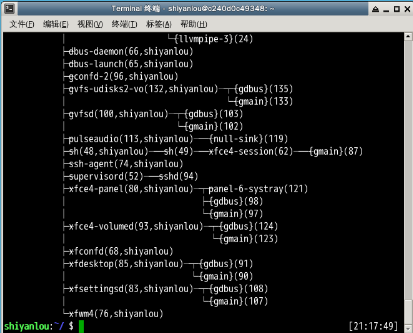 Terminal 终端 - shiyanlou@c240d0c49348: ~
文件(F) 编辑(E) 视图(V) 终端(T) 标签(A) 帮助(H)
│ └─{llvmpipe-3}(24)
├─dbus-daemon(66,shiyanlou)
├─dbus-launch(65,shiyanlou)
├─gconfd-2(96,shiyanlou)
├─gvfs-udisks2-vo(132,shiyanlou)─┬─{gdbus}(135)
│ └─{gmain}(133)
├─gvfsd(100,shiyanlou)─┬─{gdbus}(103)
│ └─{gmain}(102)
├─pulseaudio(113,shiyanlou)───{null-sink}(119)
├─sh(48,shiyanlou)───sh(49)───xfce4-session(62)───{gmain}(87)
├─ssh-agent(74,shiyanlou)
├─supervisord(52)───sshd(94)
├─xfce4-panel(80,shiyanlou)─┬─panel-6-systray(121)
│ ├─{gdbus}(98)
│ └─{gmain}(97)
├─xfce4-volumed(93,shiyanlou)─┬─{gdbus}(124)
│ └─{gmain}(123)
├─xfconfd(68,shiyanlou)
├─xfdesktop(85,shiyanlou)─┬─{gdbus}(91)
│ └─{gmain}(90)
├─xfsettingsd(83,shiyanlou)─┬─{gdbus}(108)
│ └─{gmain}(107)
└─xfwm4(76,shiyanlou)
shiyanlou:~/ $ [21:17:49]